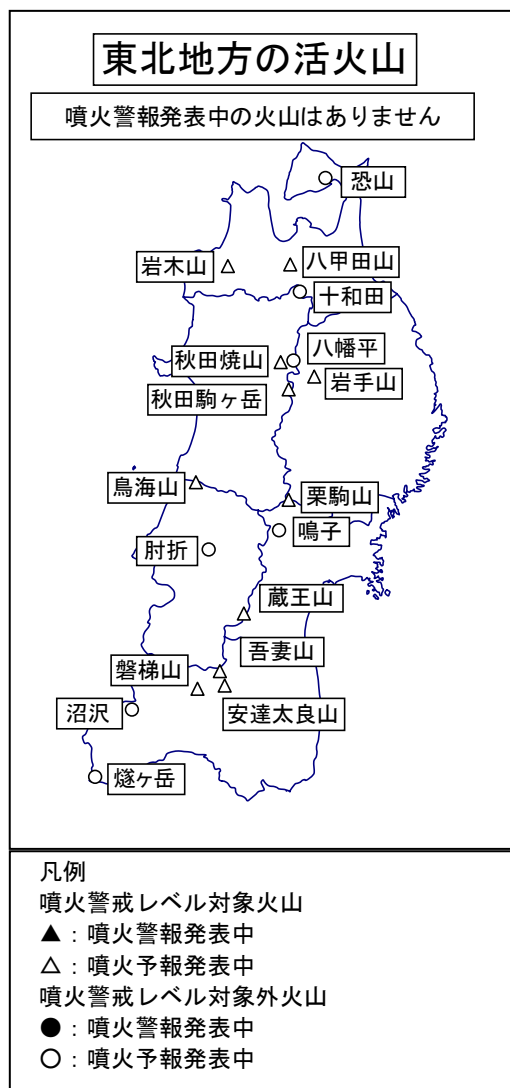 東北地方の活火山
噴火警報発表中の火山はありません
恐山
岩木山
八甲田山
十和田
八幡平
秋田焼山
岩手山
秋田駒ヶ岳
鳥海山
栗駒山
鳴子
肘折
蔵王山
吾妻山
磐梯山
沼沢
安達太良山
燧ヶ岳
凡例
噴火警戒レベル対象火山
▲：噴火警報発表中
△：噴火予報発表中
噴火警戒レベル対象外火山
●：噴火警報発表中
○：噴火予報発表中